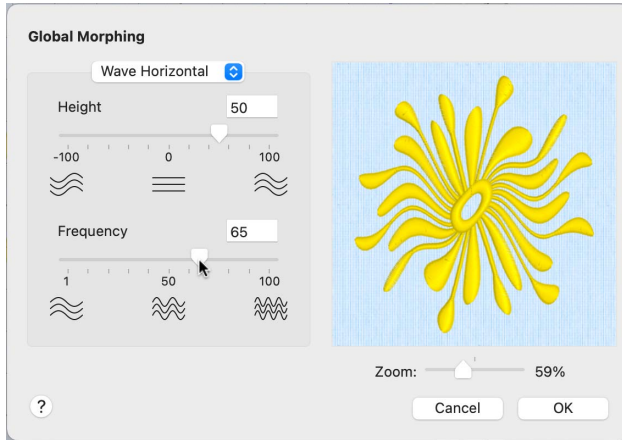 Global Morphing
Wave Horizontal
Height 50
-100 0 100
Frequency 65
1 50 100
Zoom: 59%
? Cancel OK